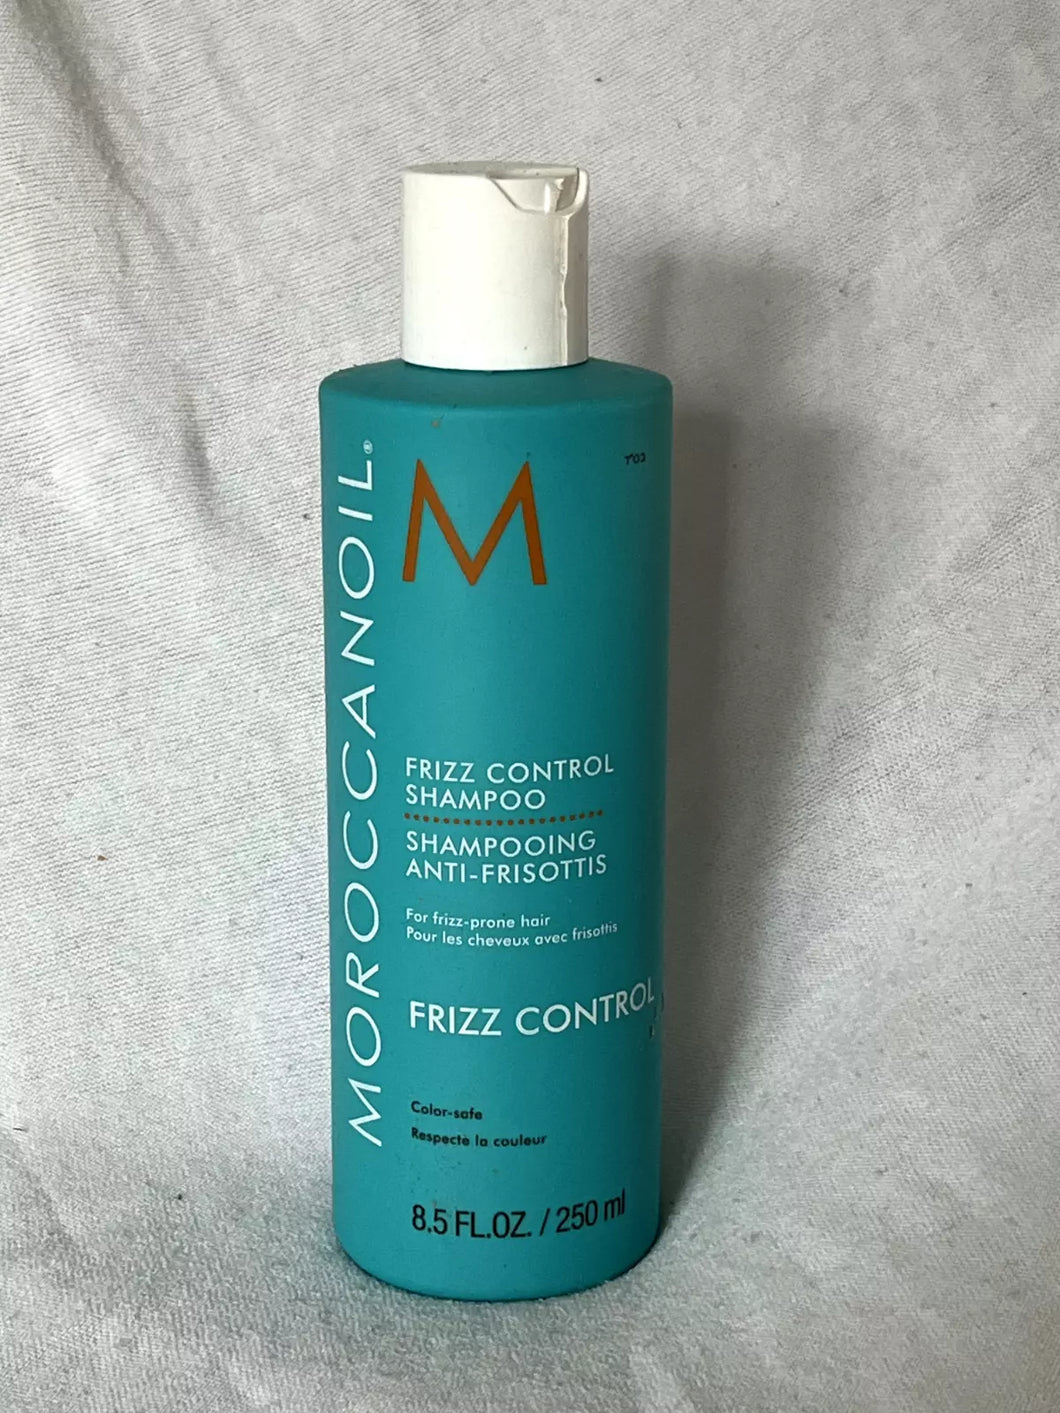 MOROCCANOIL®
M
FRIZZ CONTROL
SHAMPOO
SHAMPOOING
ANTI-FRISOTTIS
For frizz-prone hair
Pour les cheveux avec frisottis
FRIZZ CONTROL
Color-safe
Respecte la couleur
8.5 FL.OZ. / 250 ml